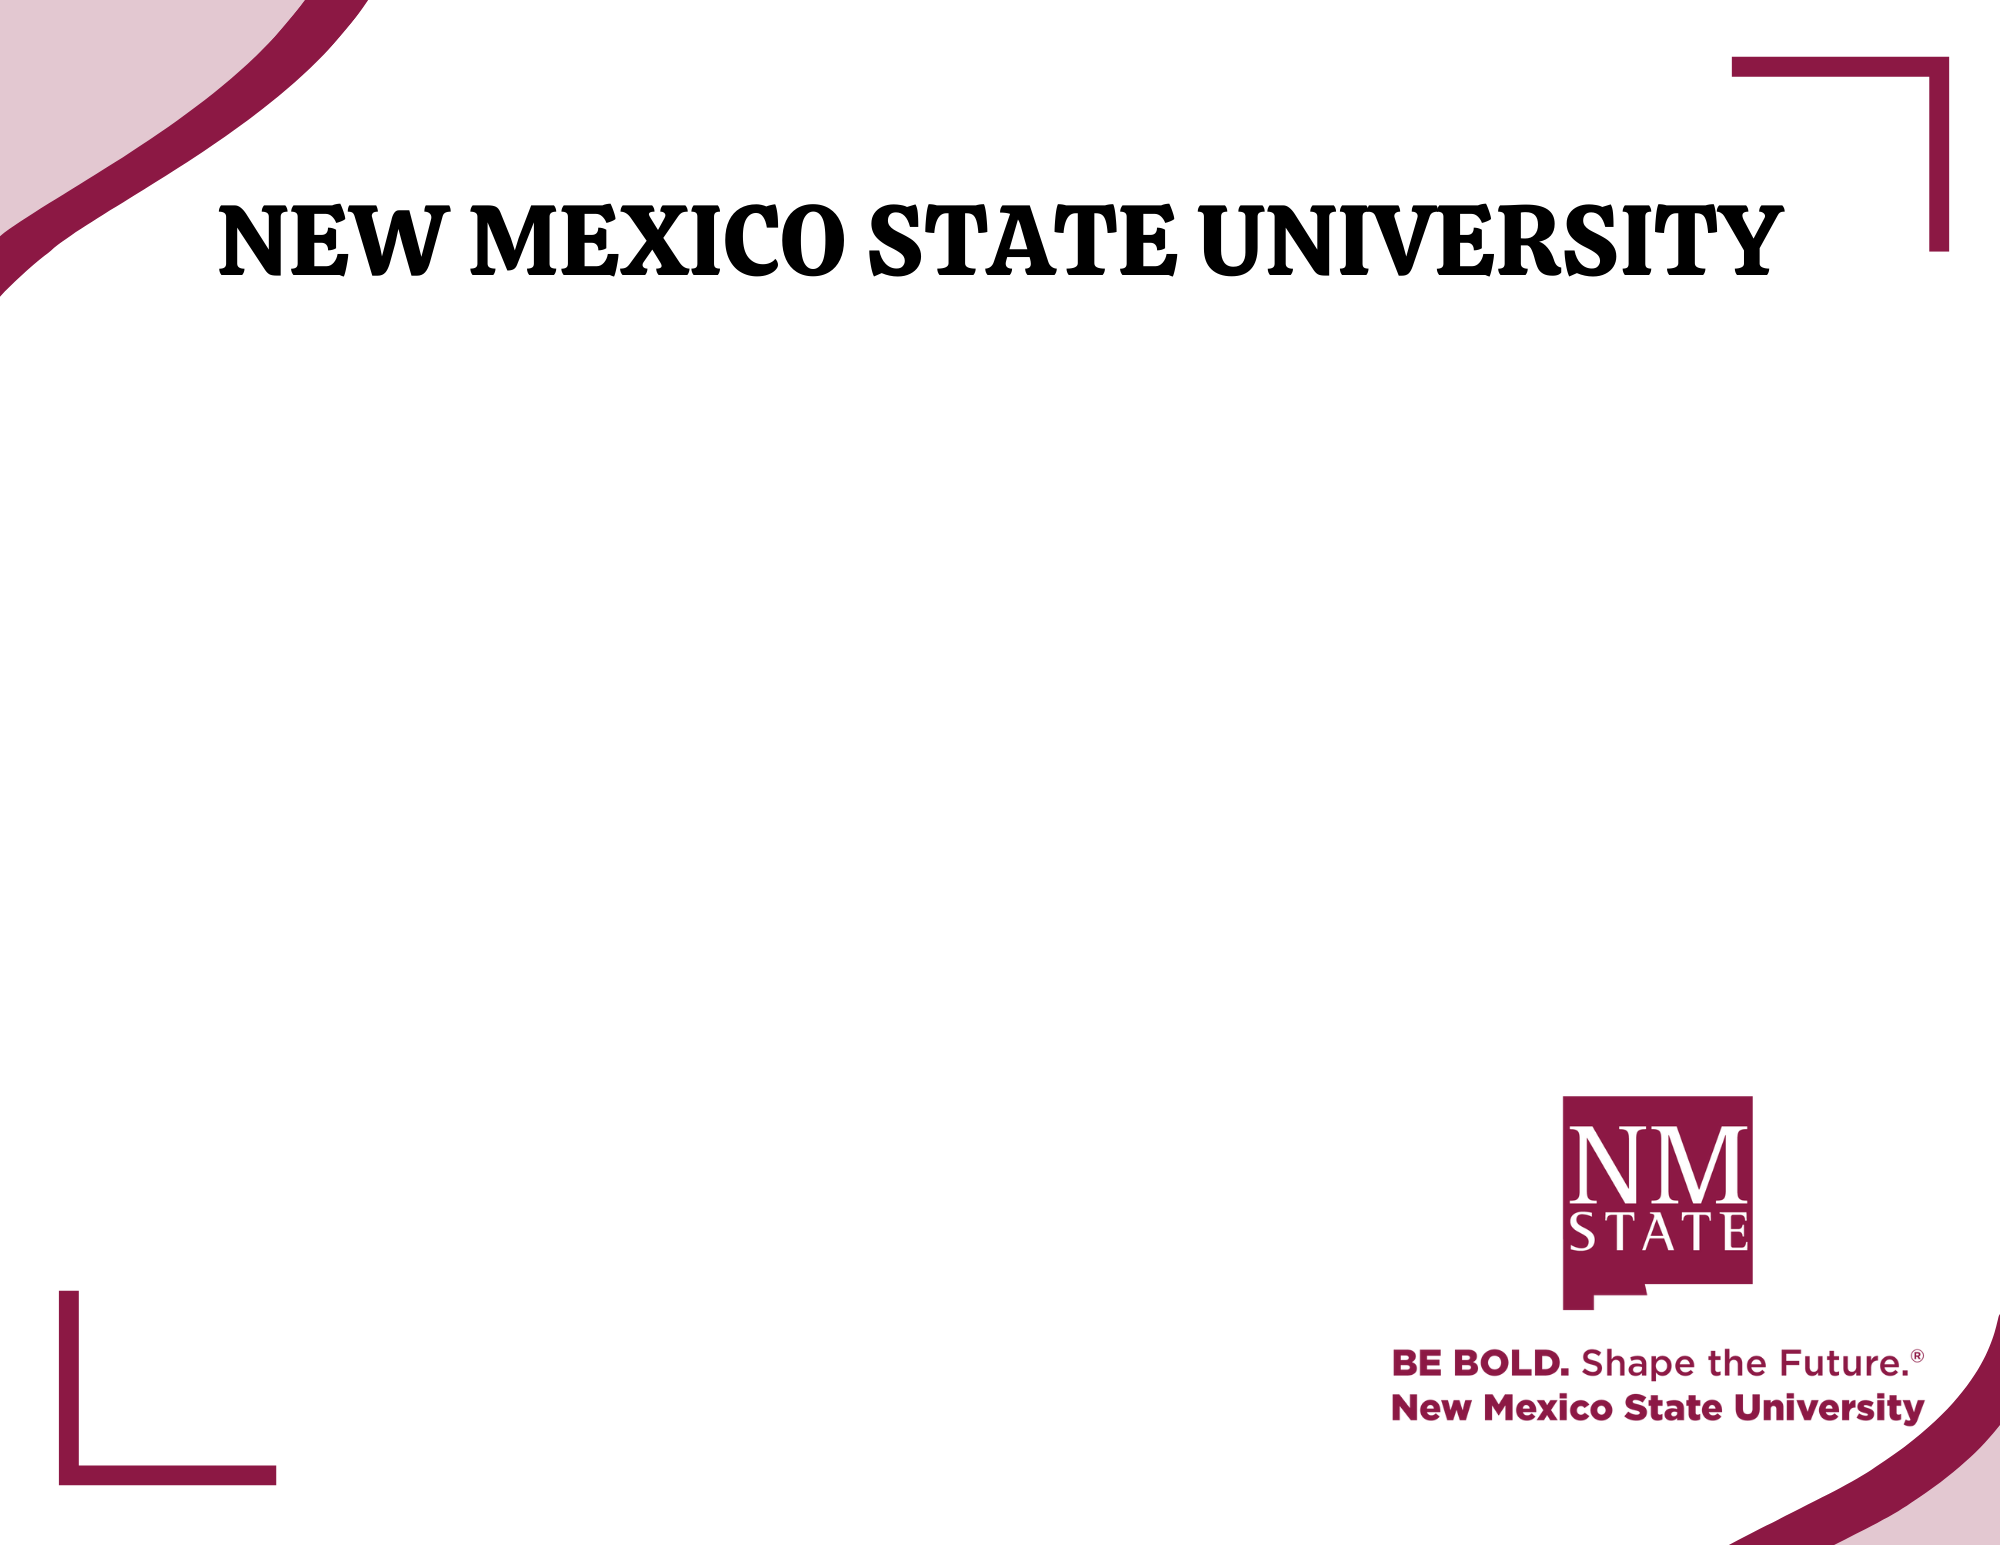 NEW MEXICO STATE UNIVERSITY
NM
STATE
BE BOLD. Shape the Future.®
New Mexico State University